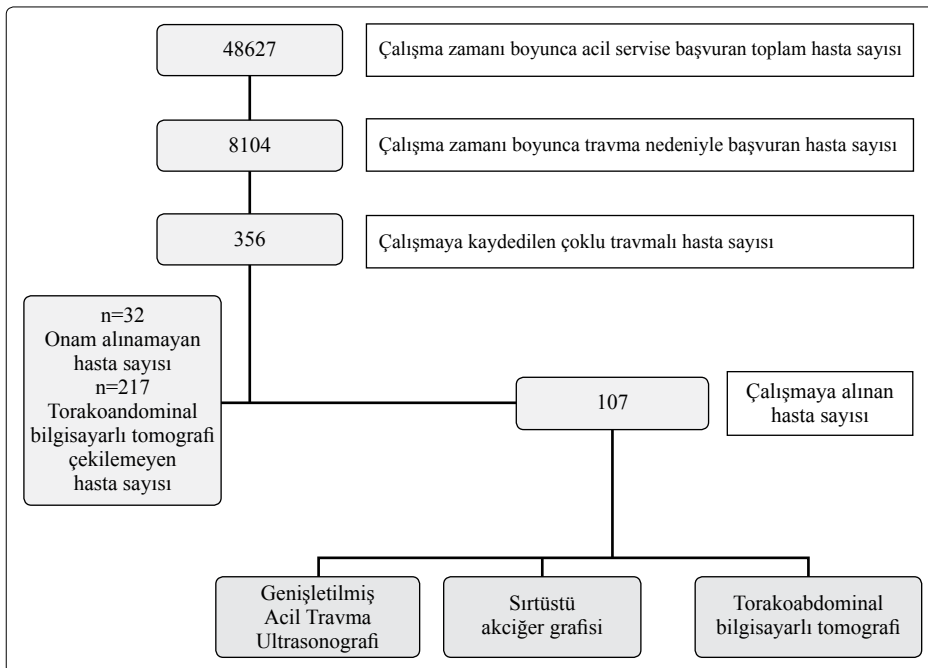 48627
Çalışma zamanı boyunca acil servise başvuran toplam hasta sayısı
8104
Çalışma zamanı boyunca travma nedeniyle başvuran hasta sayısı
356
Çalışmaya kaydedilen çoklu travmalı hasta sayısı
n=32
Onam alınamayan
hasta sayısı
n=217
Torakoandominal
bilgisayarlı tomografi
çekilemeyen
hasta sayısı
107
Çalışmaya alınan
hasta sayısı
Genişletilmiş
Acil Travma
Ultrasonografi
Sırtüstü
akciğer grafisi
Torakoabdominal
bilgisayarlı tomografi